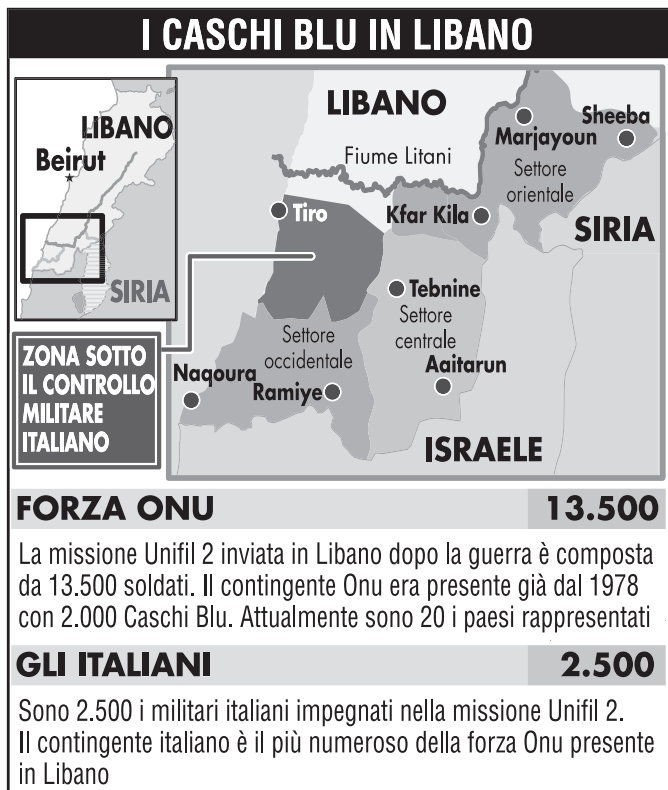 I CASCHI BLU IN LIBANO
LIBANO
Beirut
SIRIA
LIBANO
Fiume Litani
Marjayoun
Sheeba
Settore
orientale
Tiro
Kfar Kila
SIRIA
Tebnine
Settore
centrale
Settore
occidentale
Aaitarun
Naqoura
Ramiye
ISRAELE
ZONA SOTTO
IL CONTROLLO
MILITARE
ITALIANO
FORZA ONU 13.500
La missione Unifil 2 inviata in Libano dopo la guerra è composta
da 13.500 soldati. Il contingente Onu era presente già dal 1978
con 2.000 Caschi Blu. Attualmente sono 20 i paesi rappresentati
GLI ITALIANI 2.500
Sono 2.500 i militari italiani impegnati nella missione Unifil 2.
Il contingente italiano è il più numeroso della forza Onu presente
in Libano